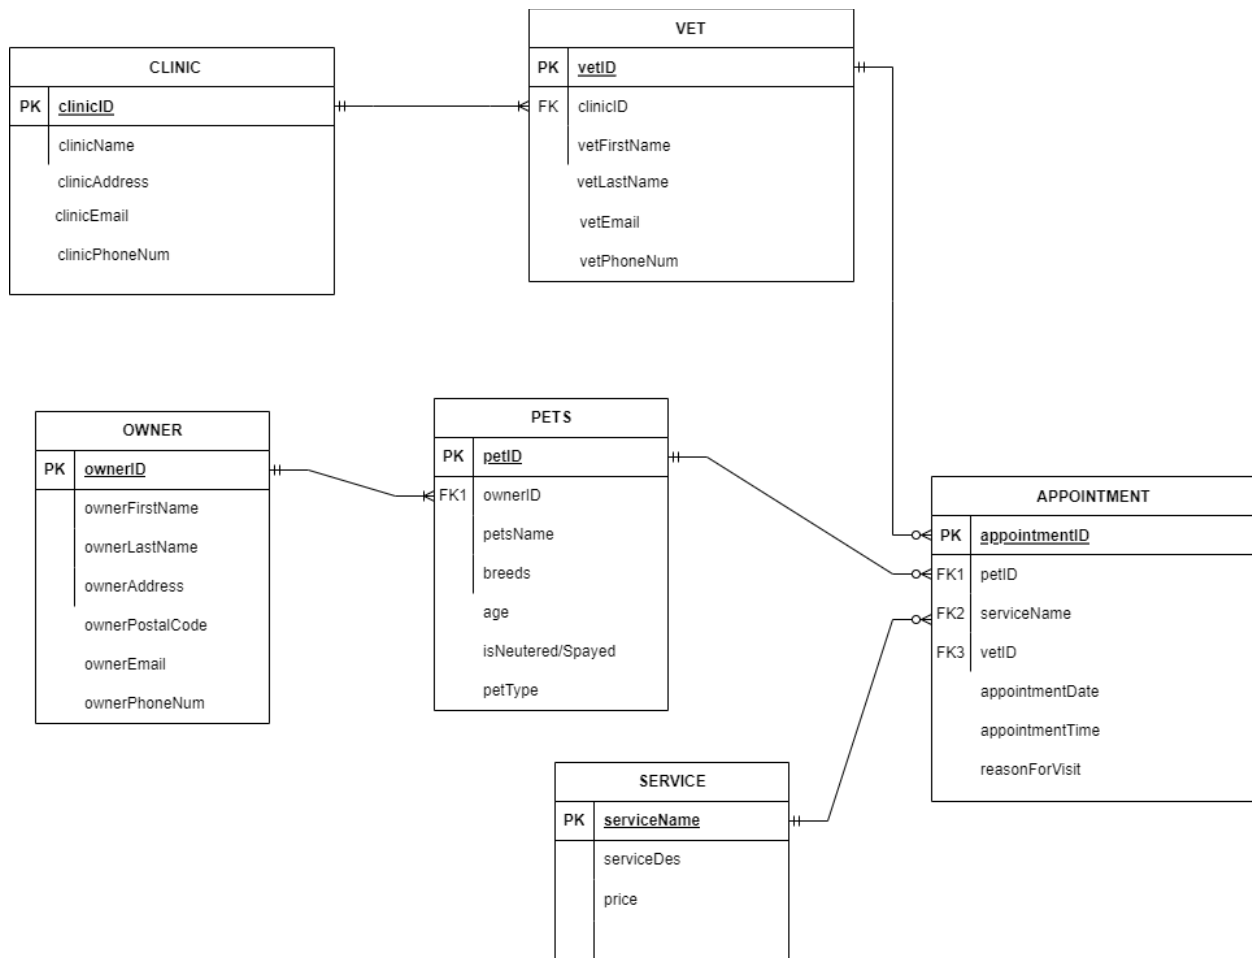 CLINIC
PK clinicID
clinicName
clinicAddress
clinicEmail
clinicPhoneNum
VET
PK vetID
FK clinicID
vetFirstName
vetLastName
vetEmail
vetPhoneNum
OWNER
PK ownerID
ownerFirstName
ownerLastName
ownerAddress
ownerPostalCode
ownerEmail
ownerPhoneNum
PETS
PK petID
FK1 ownerID
petsName
breeds
age
isNeutered/Spayed
petType
APPOINTMENT
PK appointmentID
FK1 petID
FK2 serviceName
FK3 vetID
appointmentDate
appointmentTime
reasonForVisit
SERVICE
PK serviceName
serviceDes
price